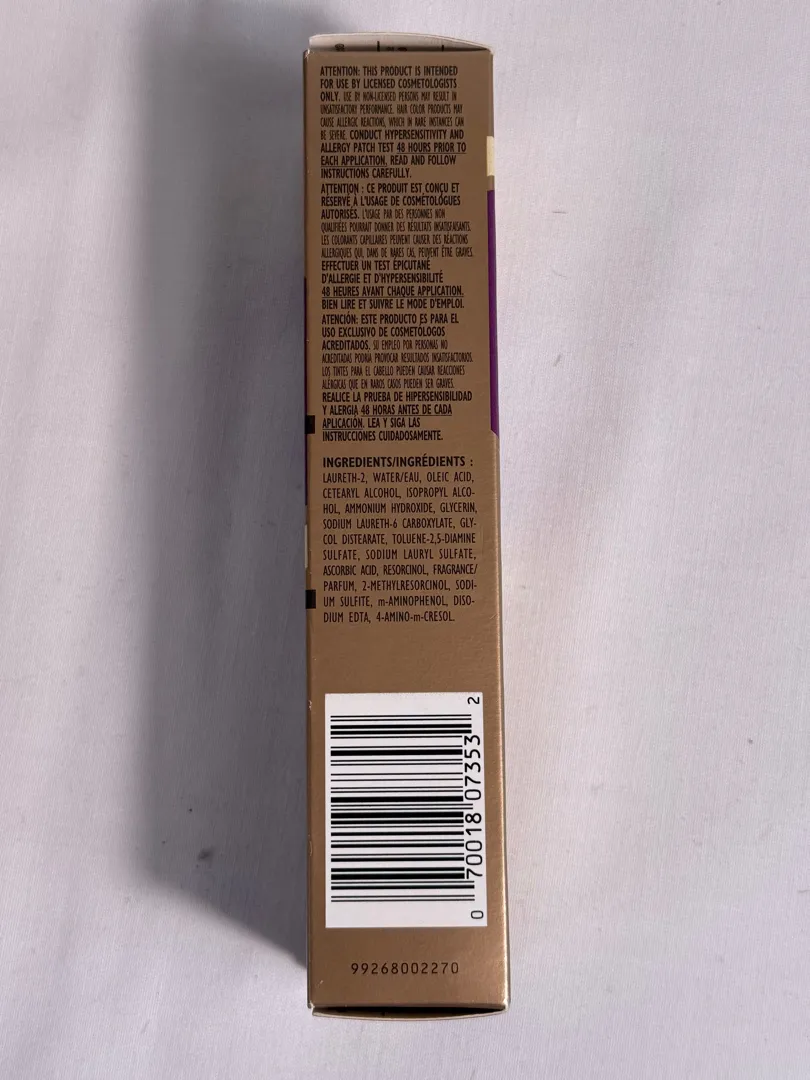 ATTENTION: THIS PRODUCT IS INTENDED
FOR USE BY LICENSED COSMETOLOGISTS
ONLY. USE BY NON-LICENSED PERSONS MAY RESULT IN
UNSATISFACTORY PERFORMANCE. HAIR COLOR PRODUCTS MAY
CAUSE ALLERGIC REACTIONS, WHICH IN RARE INSTANCES CAN
BE SEVERE. CONDUCT HYPERSENSITIVITY AND
ALLERGY PATCH TEST 48 HOURS PRIOR TO
EACH APPLICATION. READ AND FOLLOW
INSTRUCTIONS CAREFULLY.
ATTENTION : CE PRODUIT EST CONÇU ET
RÉSERVÉ À L'USAGE DE COSMÉTOLOGUES
AUTORISÉS. L'USAGE PAR DES PERSONNES NON
QUALIFIÉES POURRAIT DONNER DES RÉSULTATS INSATISFAISANTS.
LES COLORANTS CAPILLAIRES PEUVENT CAUSER DES RÉACTIONS
ALLERGIQUES QUI, DANS DE RARES CAS, PEUVENT ÊTRE GRAVES.
EFFECTUER UN TEST ÉPICUTANÉ
D'ALLERGIE ET D'HYPERSENSIBILITÉ
48 HEURES AVANT CHAQUE APPLICATION.
BIEN LIRE ET SUIVRE LE MODE D'EMPLOI.
ATENCIÓN: ESTE PRODUCTO ES PARA EL
USO EXCLUSIVO DE COSMETÓLOGOS
ACREDITADOS. SU EMPLEO POR PERSONAS NO
ACREDITADAS PODRÍA PROVOCAR RESULTADOS INSATISFACTORIOS.
LOS TINTES PARA EL CABELLO PUEDEN CAUSAR REACCIONES
ALÉRGICAS QUE EN RAROS CASOS PUEDEN SER GRAVES.
REALICE LA PRUEBA DE HIPERSENSIBILIDAD
Y ALERGIA 48 HORAS ANTES DE CADA
APLICACIÓN. LEA Y SIGA LAS
INSTRUCCIONES CUIDADOSAMENTE.
INGREDIENTS/INGRÉDIENTS :
LAURETH-2, WATER/EAU, OLEIC ACID,
CETEARYL ALCOHOL, ISOPROPYL ALCO-
HOL, AMMONIUM HYDROXIDE, GLYCERIN,
SODIUM LAURETH-6 CARBOXYLATE, GLY-
COL DISTEARATE, TOLUENE-2,5-DIAMINE
SULFATE, SODIUM LAURYL SULFATE,
ASCORBIC ACID, RESORCINOL, FRAGRANCE/
PARFUM, 2-METHYLRESORCINOL, SODI-
UM SULFITE, m-AMINOPHENOL, DISO-
DIUM EDTA, 4-AMINO-m-CRESOL.
0 70018 07353 2
99268002270